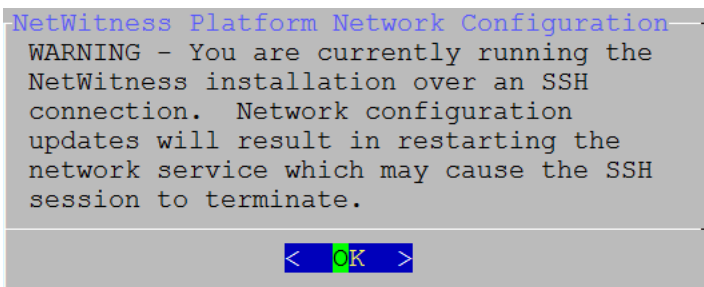 NetWitness Platform Network Configuration
WARNING - You are currently running the
NetWitness installation over an SSH
connection.  Network configuration
updates will result in restarting the
network service which may cause the SSH
session to terminate.
<  OK  >